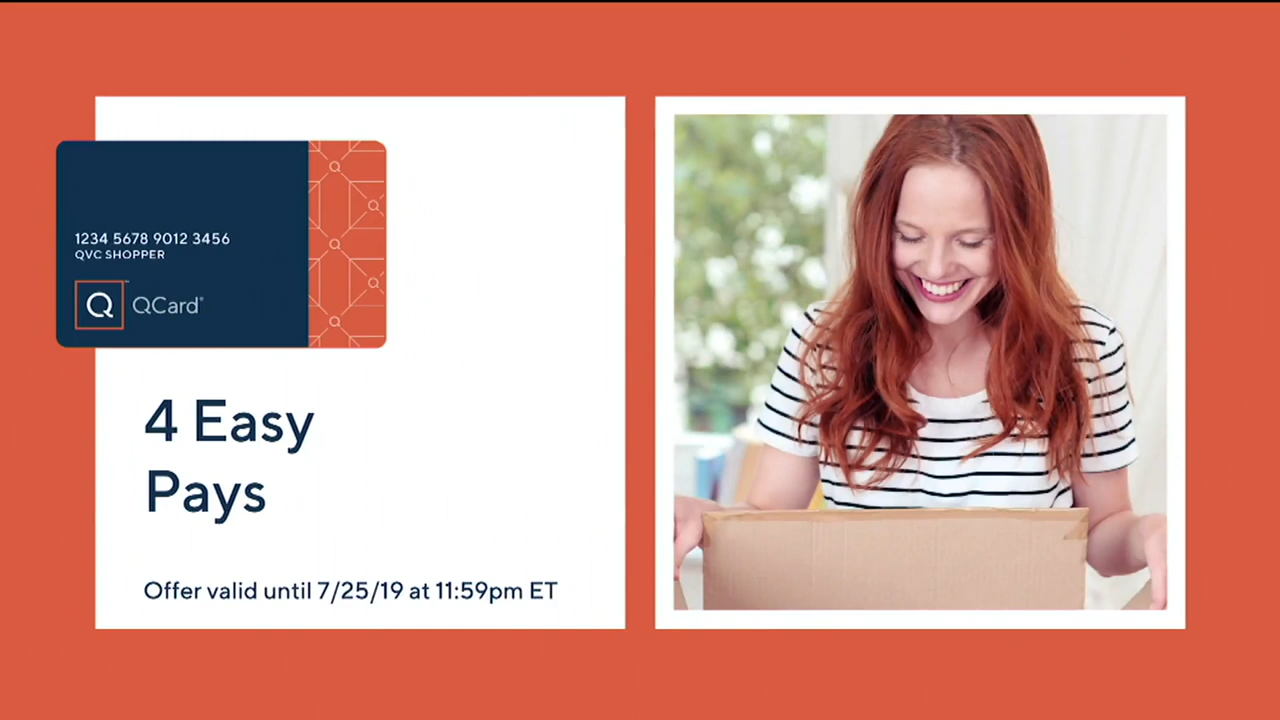 1234 5678 9012 3456
QVC SHOPPER
Q QCard®
4 Easy
Pays
Offer valid until 7/25/19 at 11:59pm ET